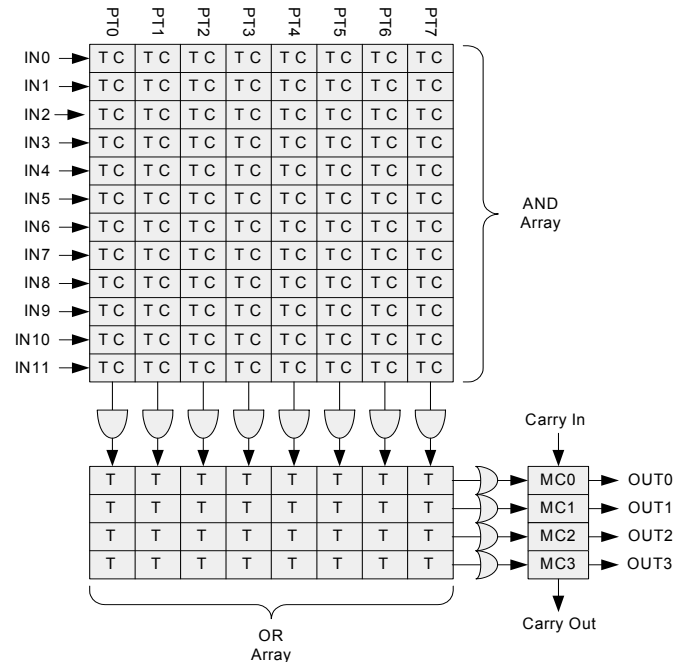 PT0 PT1 PT2 PT3 PT4 PT5 PT6 PT7
IN0 T C T C T C T C T C T C T C T C
IN1 T C T C T C T C T C T C T C T C
IN2 T C T C T C T C T C T C T C T C
IN3 T C T C T C T C T C T C T C T C
IN4 T C T C T C T C T C T C T C T C
IN5 T C T C T C T C T C T C T C T C
IN6 T C T C T C T C T C T C T C T C
IN7 T C T C T C T C T C T C T C T C
IN8 T C T C T C T C T C T C T C T C
IN9 T C T C T C T C T C T C T C T C
IN10 T C T C T C T C T C T C T C T C
IN11 T C T C T C T C T C T C T C T C
AND
Array
Carry In
T T T T T T T T MC0 OUT0
T T T T T T T T MC1 OUT1
T T T T T T T T MC2 OUT2
T T T T T T T T MC3 OUT3
Carry Out
OR
Array